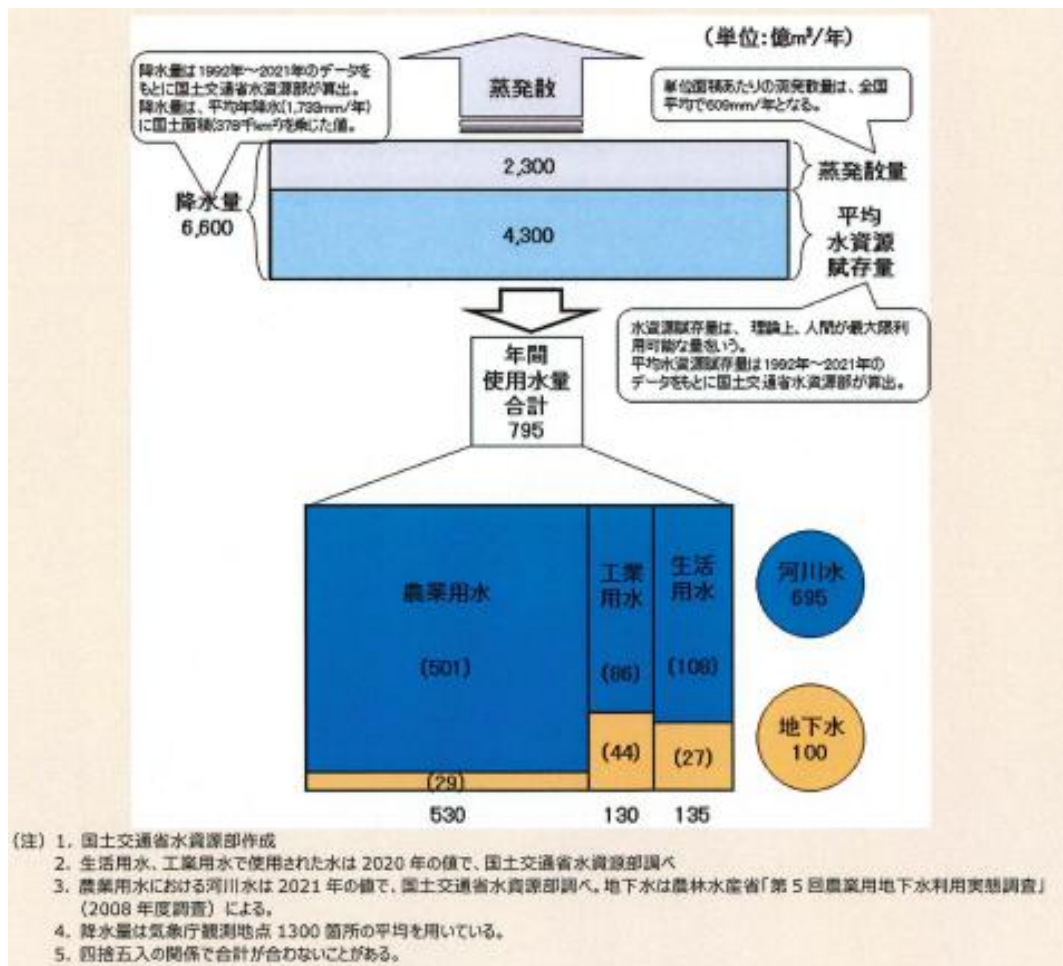 (単位:億m³/年)
降水量は1992年~2021年のデータを
もとに国土交通省水資源部が算出。
降水量は、平均年降水(1,733mm/年)
に国土面積(378千km²)を乗じた値。
蒸発散
単位面積あたりの蒸発散量は、全国
平均で609mm/年となる。
2,300
蒸発散量
降水量
6,600
4,300
平均
水資源
賦存量
水資源賦存量は、理論上、人間が最大限利
用可能な量をいう。
平均水資源賦存量は1992年~2021年の
データをもとに国土交通省水資源部が算出。
年間
使用水量
合計
795
農業用水
(501)
(29)
530
工業
用水
(86)
(44)
130
生活
用水
(108)
(27)
135
河川水
695
地下水
100
(注)1. 国土交通省水資源部作成
2. 生活用水、工業用水で使用された水は 2020 年の値で、国土交通省水資源部調べ
3. 農業用水における河川水は 2021 年の値で、国土交通省水資源部調べ。地下水は農林水産省「第 5 回農業用地下水利用実態調査」
(2008 年度調査)による。
4. 降水量は気象庁観測地点 1300 箇所の平均を用いている。
5. 四捨五入の関係で合計が合わないことがある。